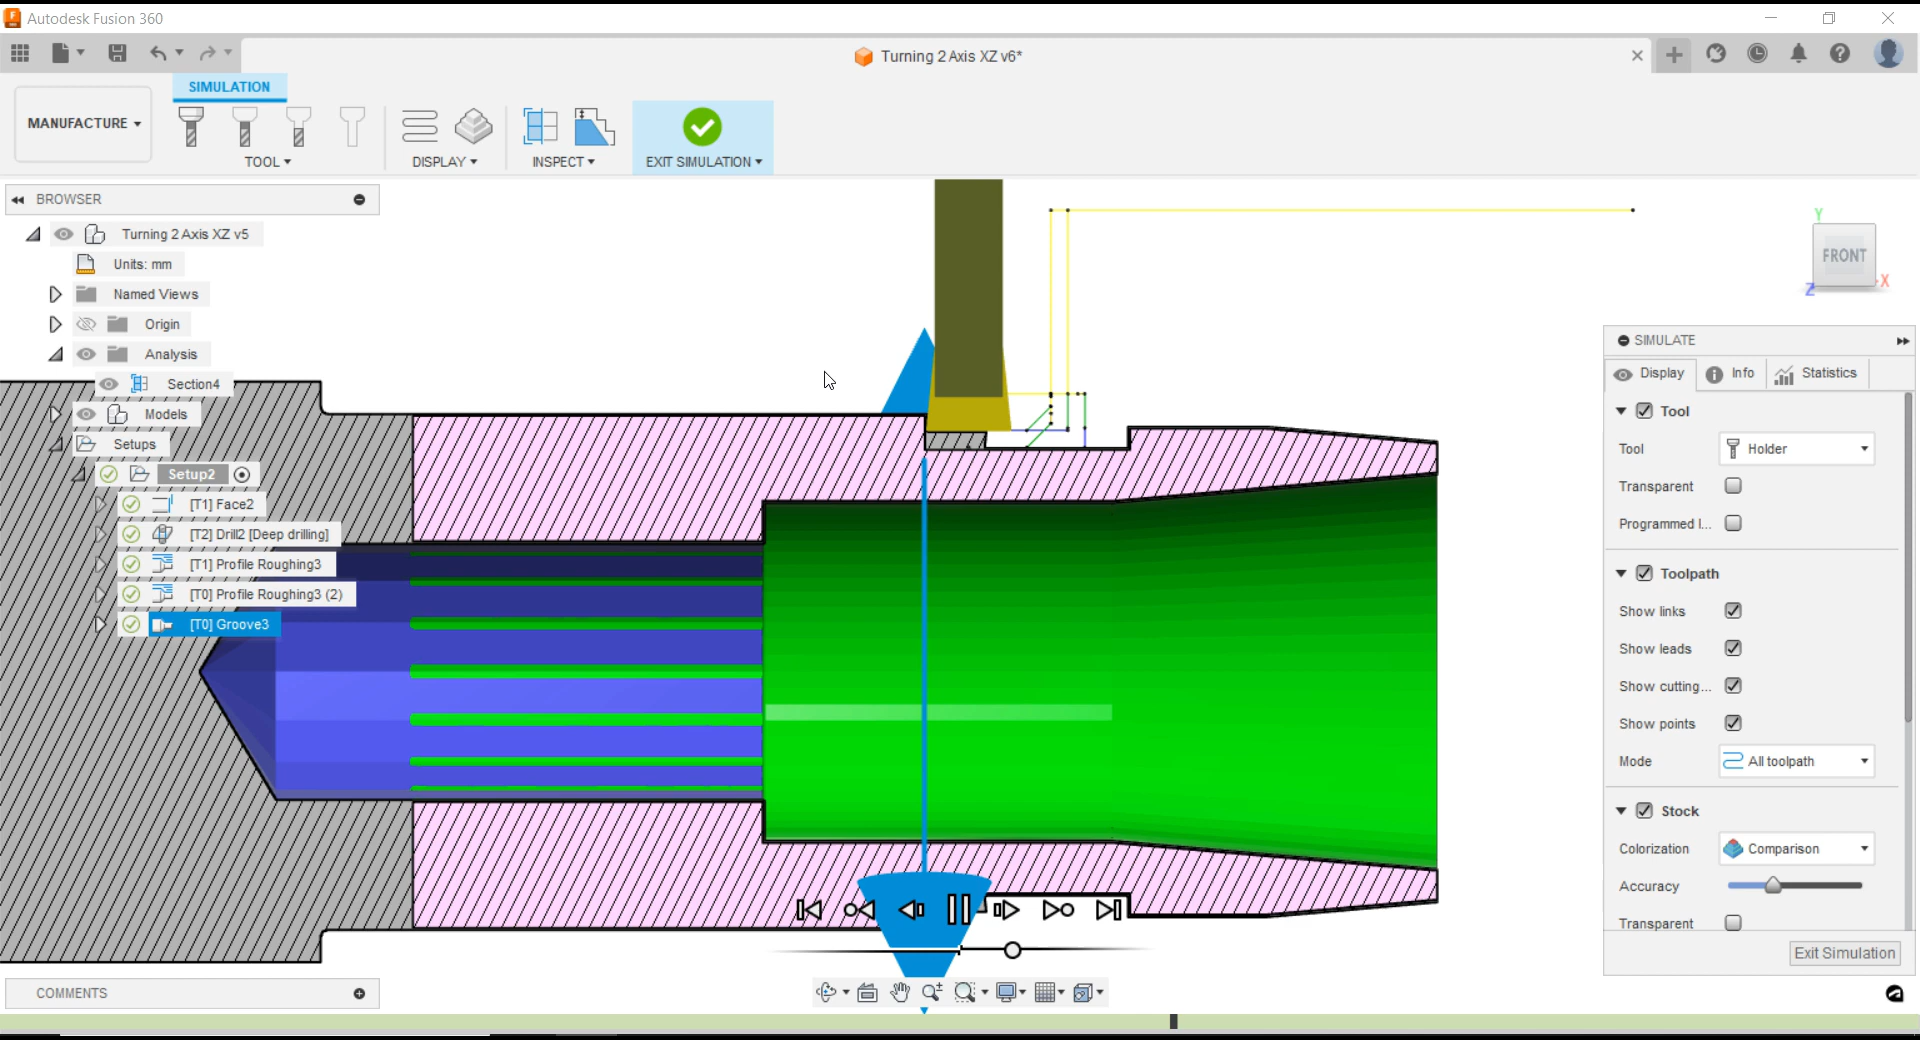 Autodesk Fusion 360
Turning 2 Axis XZ v6*
SIMULATION
MANUFACTURE
TOOL
DISPLAY
INSPECT
EXIT SIMULATION
BROWSER
Turning 2 Axis XZ v5
Units: mm
Named Views
Origin
Analysis
Section4
Models
Setups
Setup2
[T1] Face2
[T2] Drill2 [Deep drilling]
[T1] Profile Roughing3
[T0] Profile Roughing3 (2)
[T0] Groove3
COMMENTS
Y
FRONT
X
Z
SIMULATE
Display
Info
Statistics
Tool
Tool
Holder
Transparent
Programmed l...
Toolpath
Show links
Show leads
Show cutting...
Show points
Mode
All toolpath
Stock
Colorization
Comparison
Accuracy
Transparent
Exit Simulation